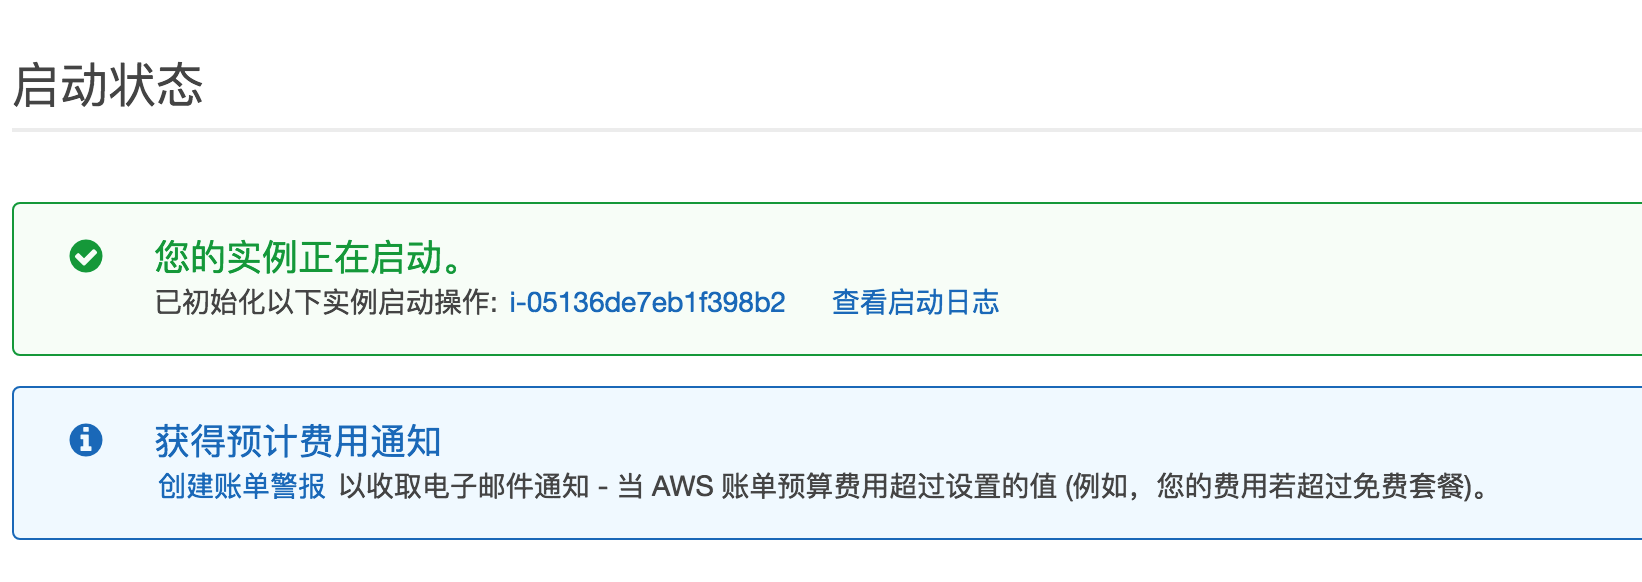 启动状态
您的实例正在启动。
已初始化以下实例启动操作: i-05136de7eb1f398b2 查看启动日志
获得预计费用通知
创建账单警报 以收取电子邮件通知 - 当 AWS 账单预算费用超过设置的值 (例如，您的费用若超过免费套餐)。